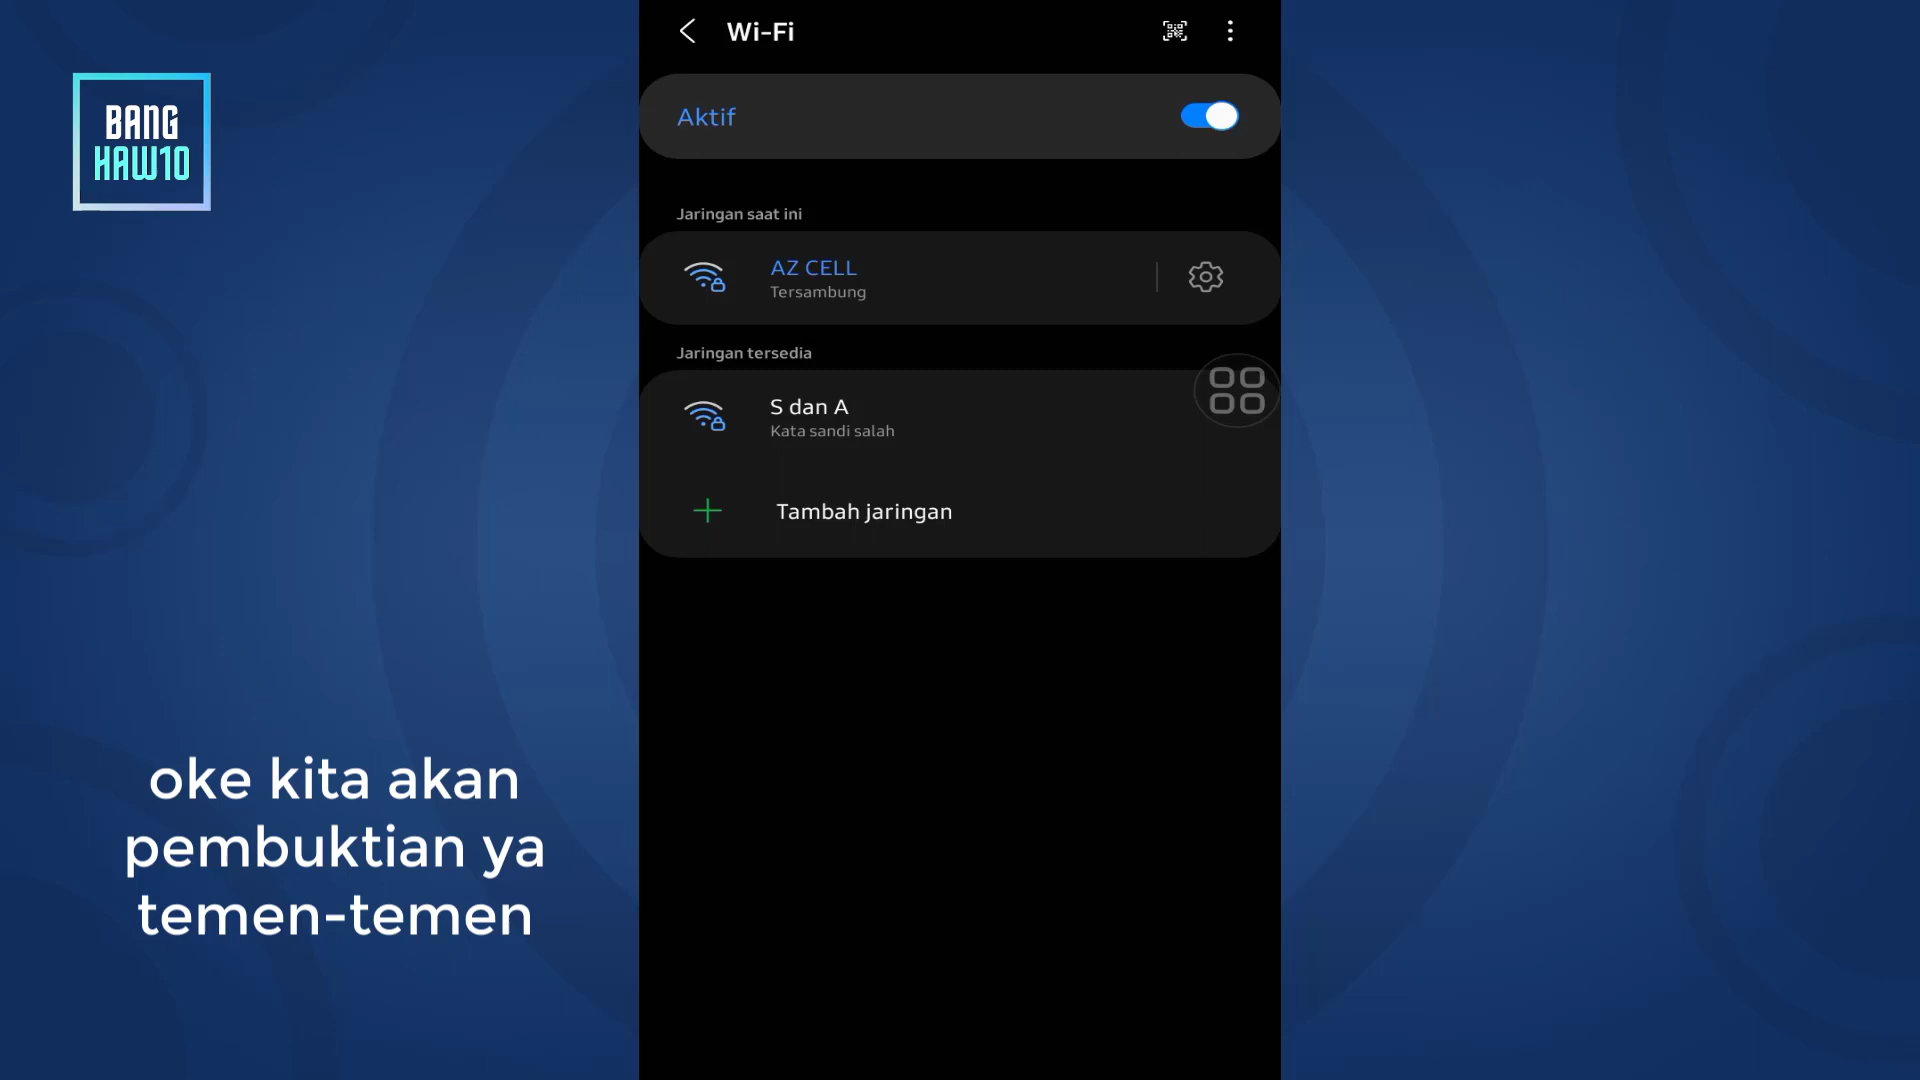 BANG
HAW10
Wi-Fi
Aktif
Jaringan saat ini
AZ CELL
Tersambung
Jaringan tersedia
S dan A
Kata sandi salah
Tambah jaringan
oke kita akan
pembuktian ya
temen-temen